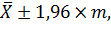 X̄ ± 1,96 × m,